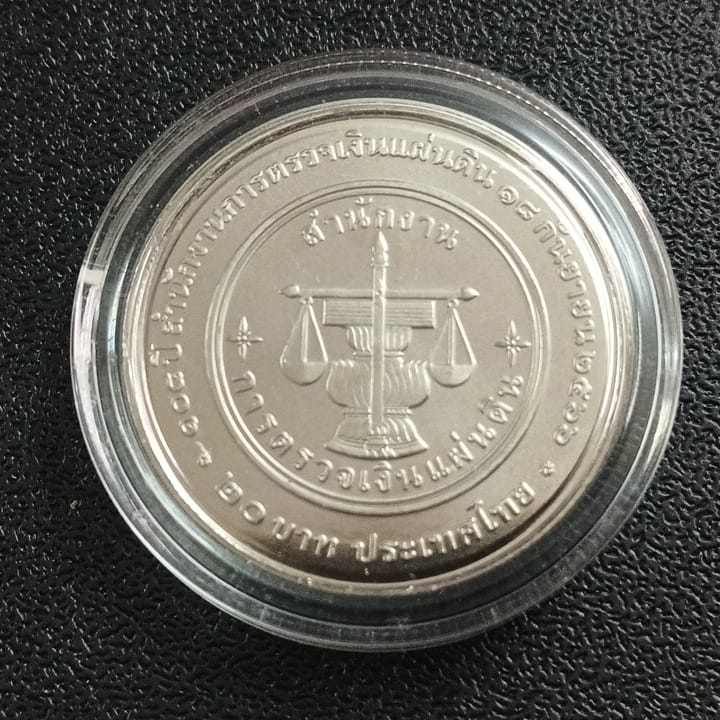 ๑๐๘ ปี สำนักงานการตรวจเงินแผ่นดิน ๑๘ กันยายน ๒๕๖๖
สำนักงาน
การตรวจเงินแผ่นดิน
๒๐ บาท ประเทศไทย